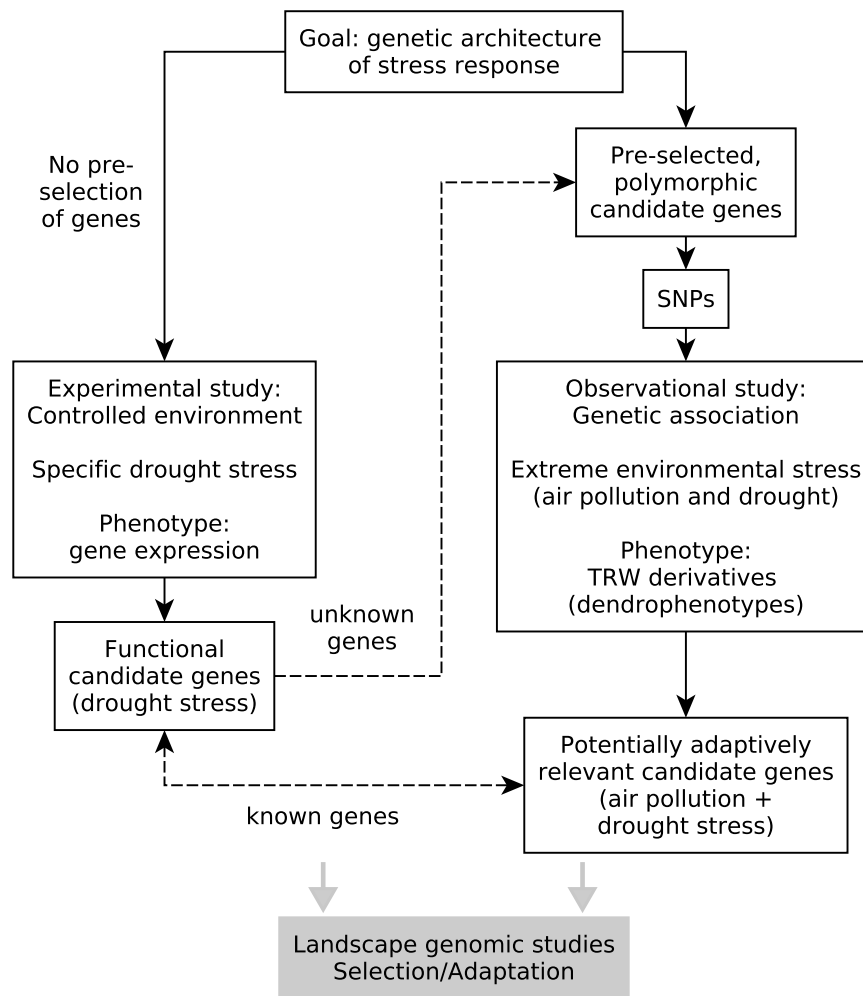 Goal: genetic architecture
of stress response
No pre-
selection
of genes
Pre-selected,
polymorphic
candidate genes
SNPs
Experimental study:
Controlled environment
Specific drought stress
Phenotype:
gene expression
Observational study:
Genetic association
Extreme environmental stress
(air pollution and drought)
Phenotype:
TRW derivatives
(dendrophenotypes)
unknown
genes
Functional
candidate genes
(drought stress)
Potentially adaptively
relevant candidate genes
(air pollution +
drought stress)
known genes
Landscape genomic studies
Selection/Adaptation